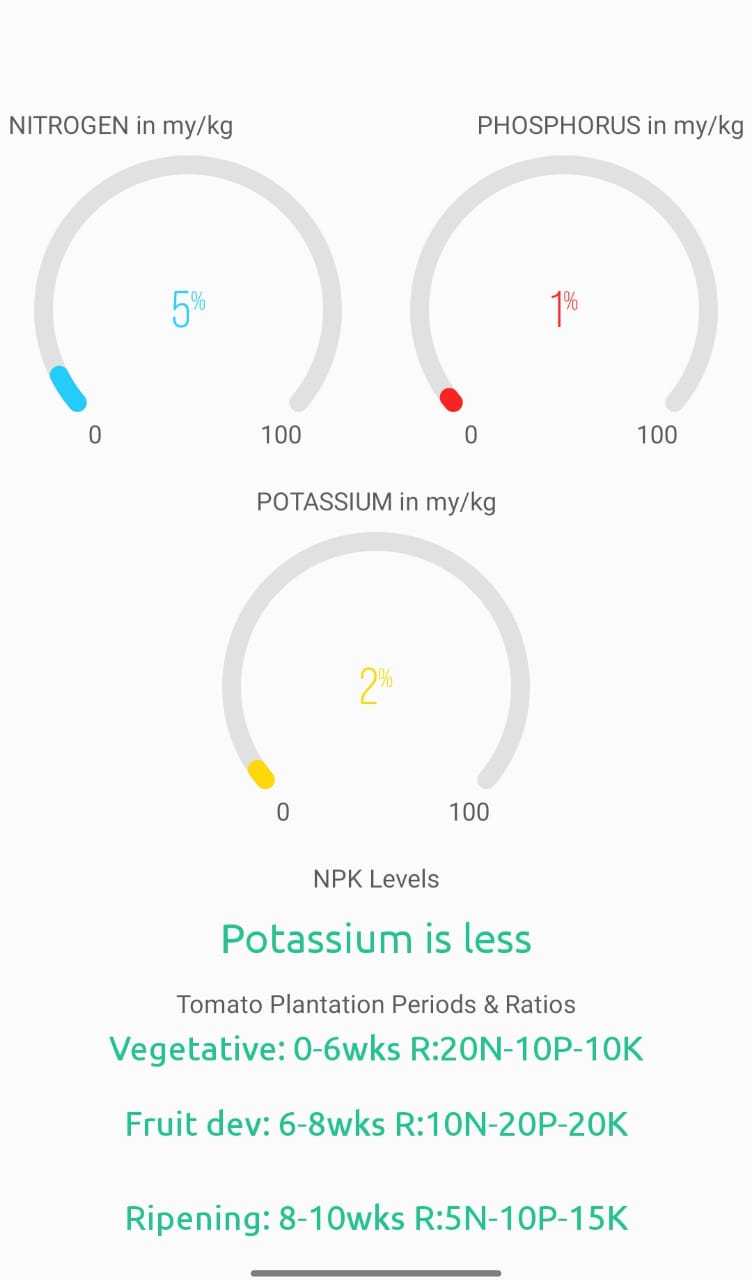 NITROGEN in my/kg
PHOSPHORUS in my/kg
5%
1%
0
100
0
100
POTASSIUM in my/kg
2%
0
100
NPK Levels
Potassium is less
Tomato Plantation Periods & Ratios
Vegetative: 0-6wks R:20N-10P-10K
Fruit dev: 6-8wks R:10N-20P-20K
Ripening: 8-10wks R:5N-10P-15K